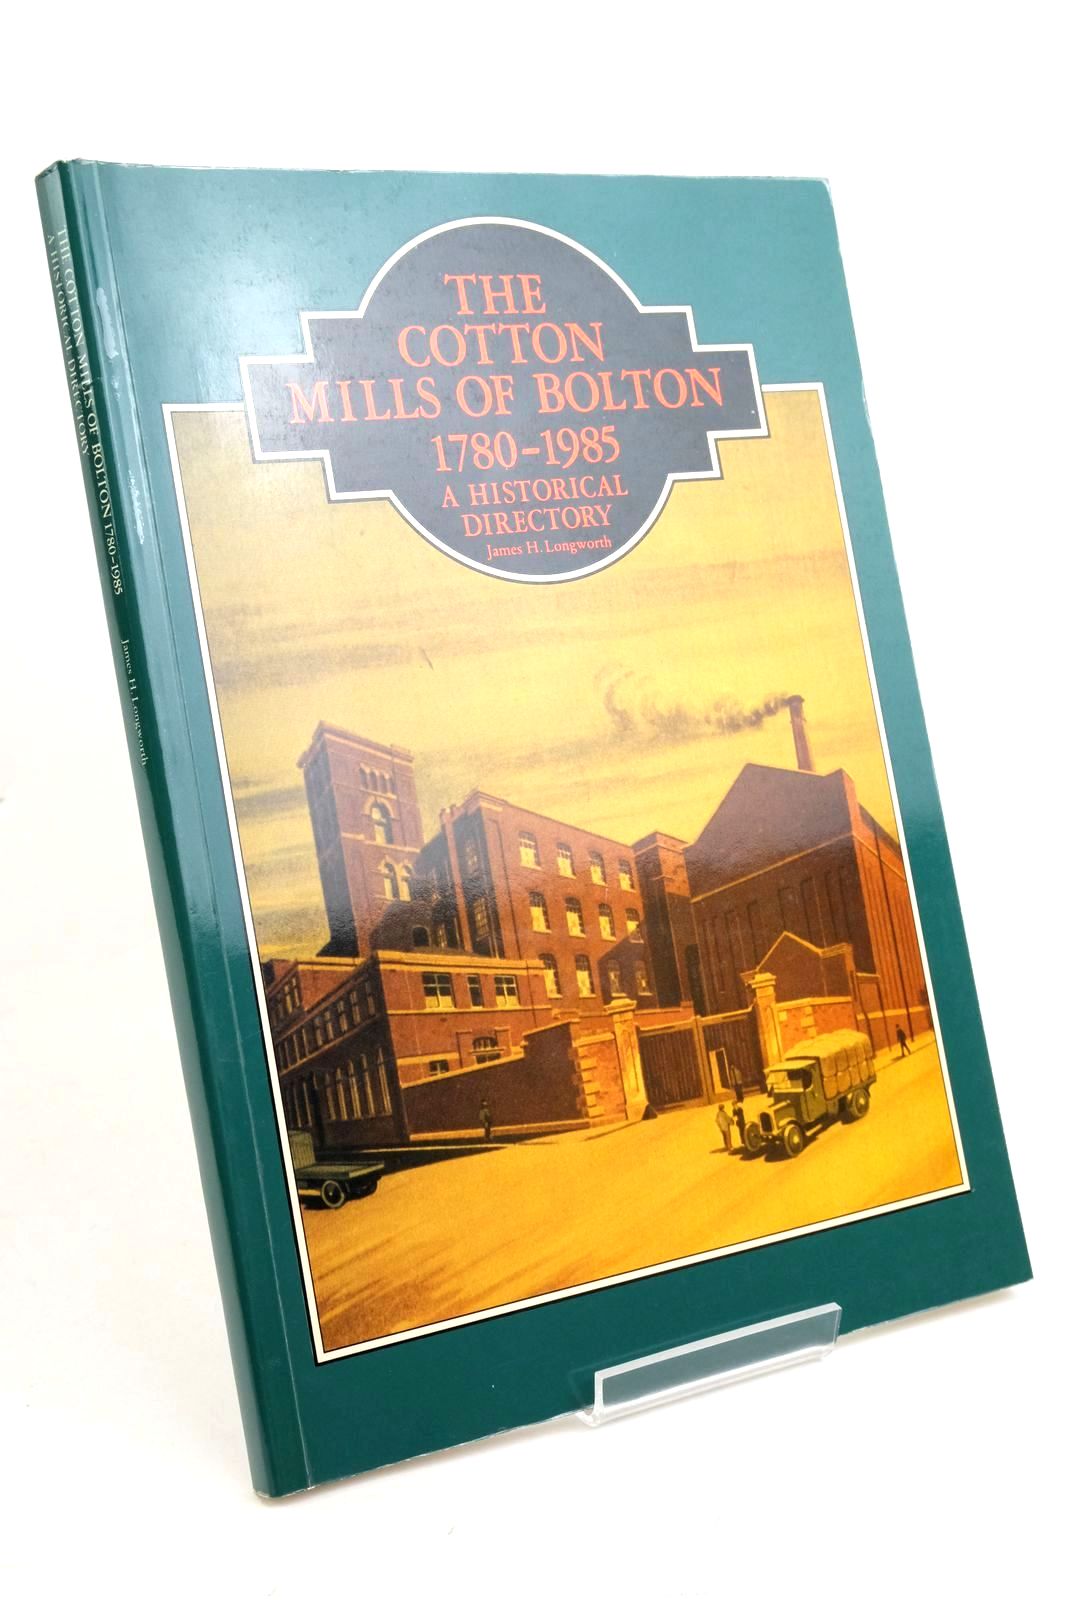 THE
COTTON
MILLS OF BOLTON
1780–1985
A HISTORICAL
DIRECTORY
James H. Longworth
THE COTTON MILLS OF BOLTON 1780–1985
A HISTORICAL DIRECTORY
James H. Longworth